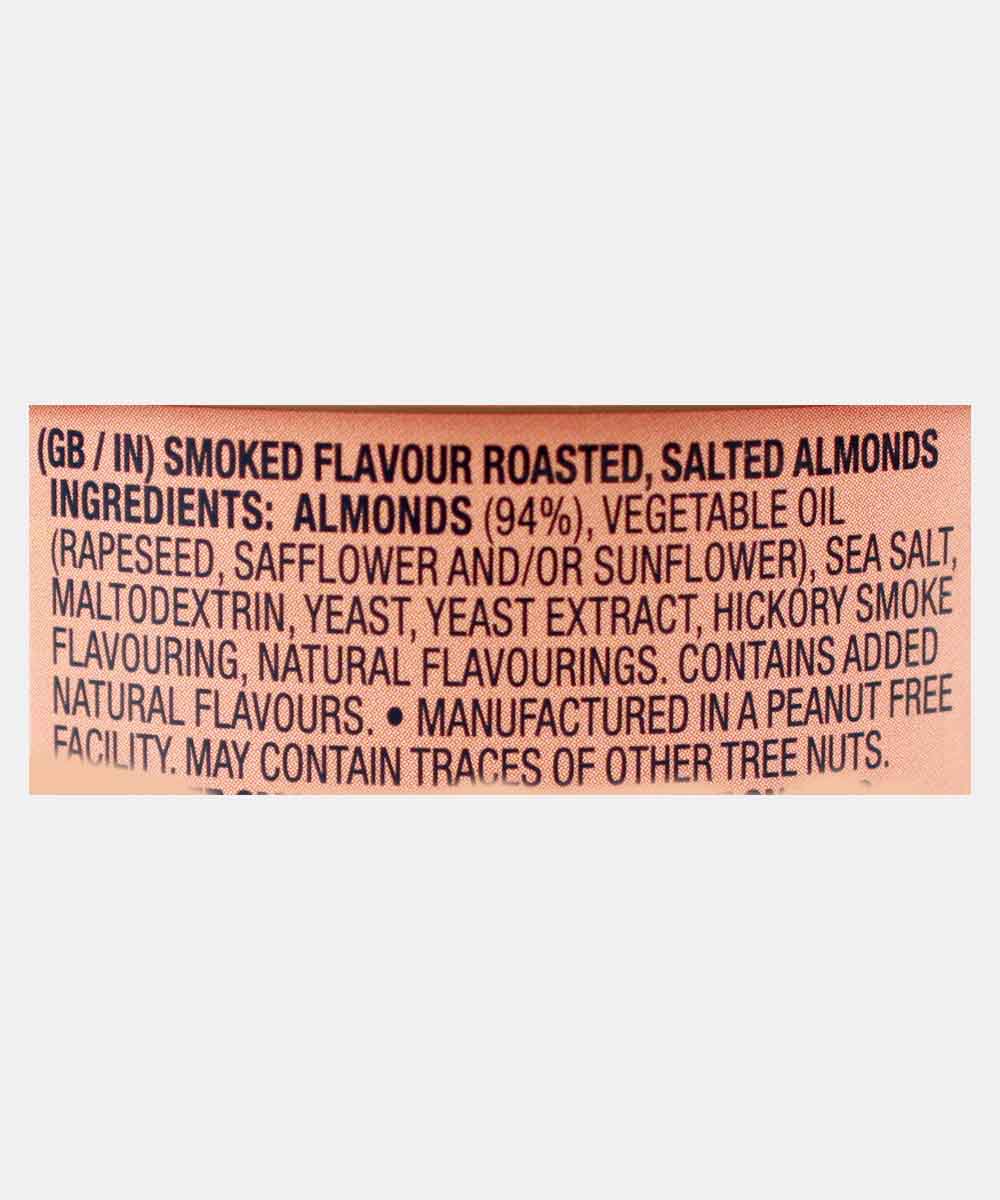 (GB / IN) SMOKED FLAVOUR ROASTED, SALTED ALMONDS
INGREDIENTS: ALMONDS (94%), VEGETABLE OIL
(RAPESEED, SAFFLOWER AND/OR SUNFLOWER), SEA SALT,
MALTODEXTRIN, YEAST, YEAST EXTRACT, HICKORY SMOKE
FLAVOURING, NATURAL FLAVOURINGS. CONTAINS ADDED
NATURAL FLAVOURS. • MANUFACTURED IN A PEANUT FREE
FACILITY. MAY CONTAIN TRACES OF OTHER TREE NUTS.